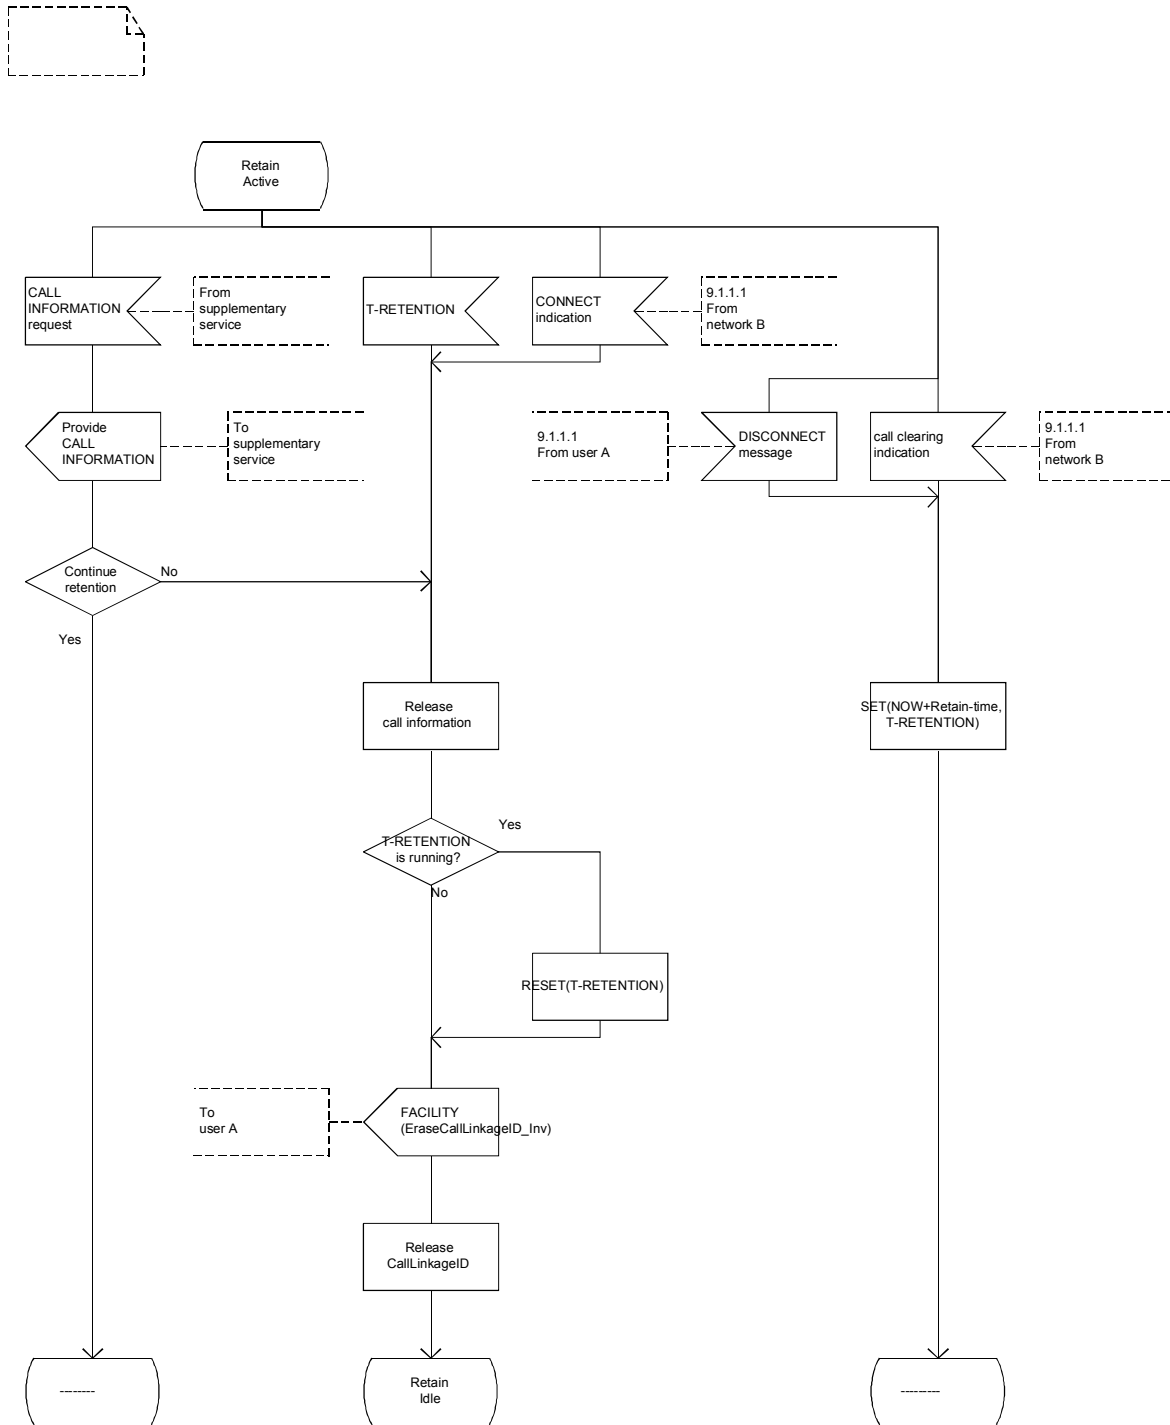 Retain
Active
CALL
INFORMATION
request
From
supplementary
service
T-RETENTION
CONNECT
indication
9.1.1.1
From
network B
Provide
CALL
INFORMATION
To
supplementary
service
9.1.1.1
From user A
DISCONNECT
message
call clearing
indication
9.1.1.1
From
network B
Continue
retention
No
Yes
Release
call information
SET(NOW+Retain-time,
T-RETENTION)
T-RETENTION
is running?
Yes
No
RESET(T-RETENTION)
To
user A
FACILITY
(EraseCallLinkageID_Inv)
Release
CallLinkageID
--------
Retain
Idle
---------